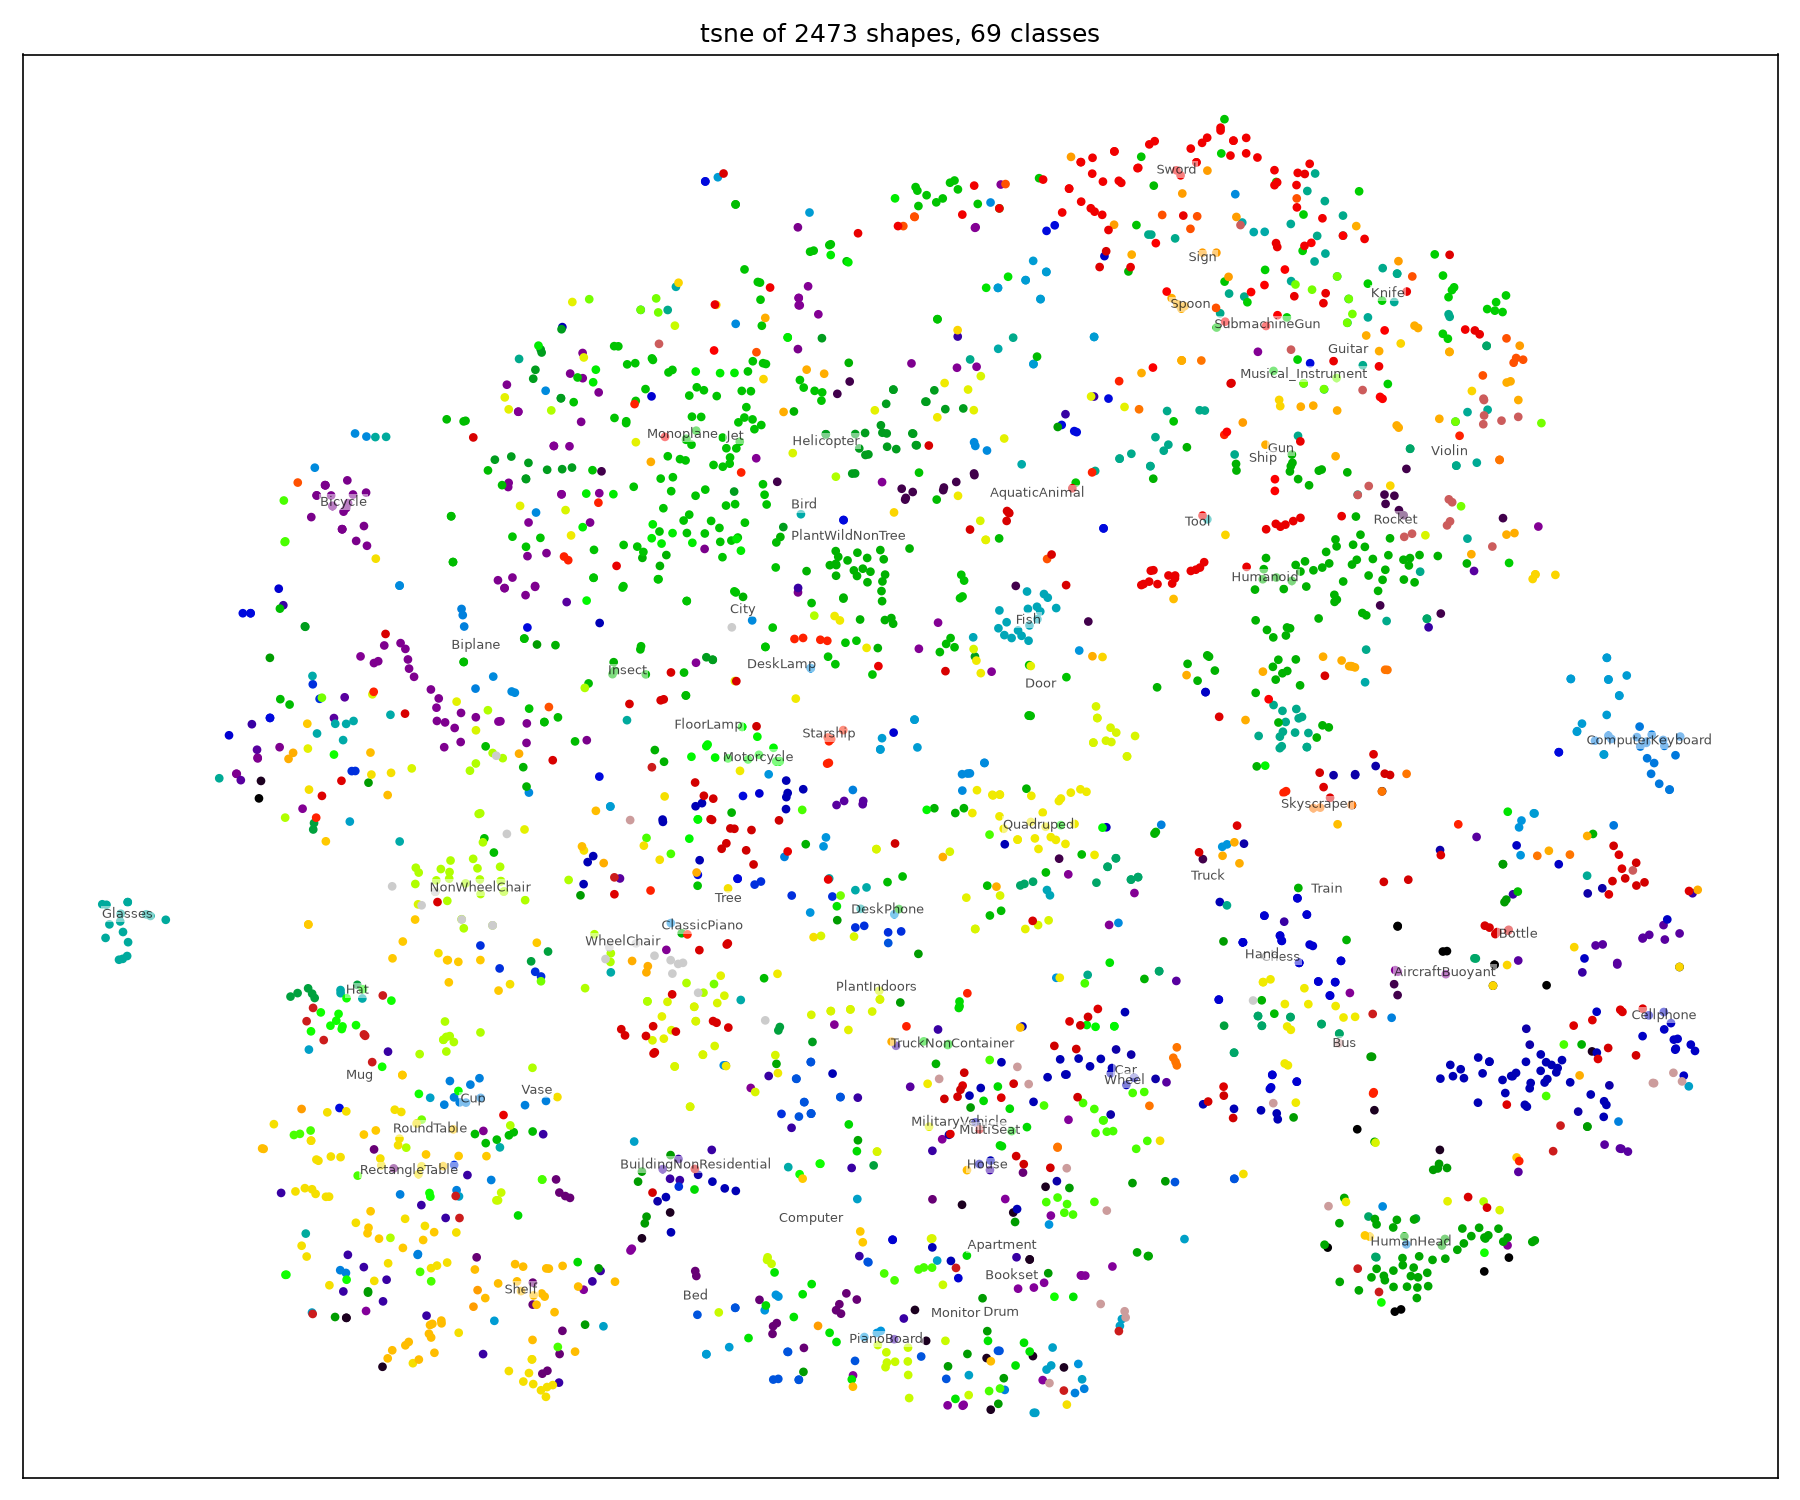 tsne of 2473 shapes, 69 classes
Sword
Sign
Knife
Spoon
SubmachineGun
Guitar
Musical_Instrument
Monoplane
Jet
Helicopter
Gun
Ship
Violin
AquaticAnimal
Bicycle
Bird
Tool
Rocket
PlantWildNonTree
Humanoid
City
Fish
Biplane
DeskLamp
Insect
Door
FloorLamp
Starship
ComputerKeyboard
Motorcycle
Skyscraper
Quadruped
Truck
NonWheelChair
Train
Tree
Glasses
DeskPhone
ClassicPiano
Bottle
WheelChair
Hand
AircraftBuoyant
Hat
PlantIndoors
Cellphone
TruckNonContainer
Bus
Mug
Car
Wheel
Vase
Cup
RoundTable
MilitaryVehicle
MultiSeat
RectangleTable
BuildingNonResidential
House
Computer
HumanHead
Apartment
Bookset
Shelf
Bed
Monitor
Drum
PianoBoard